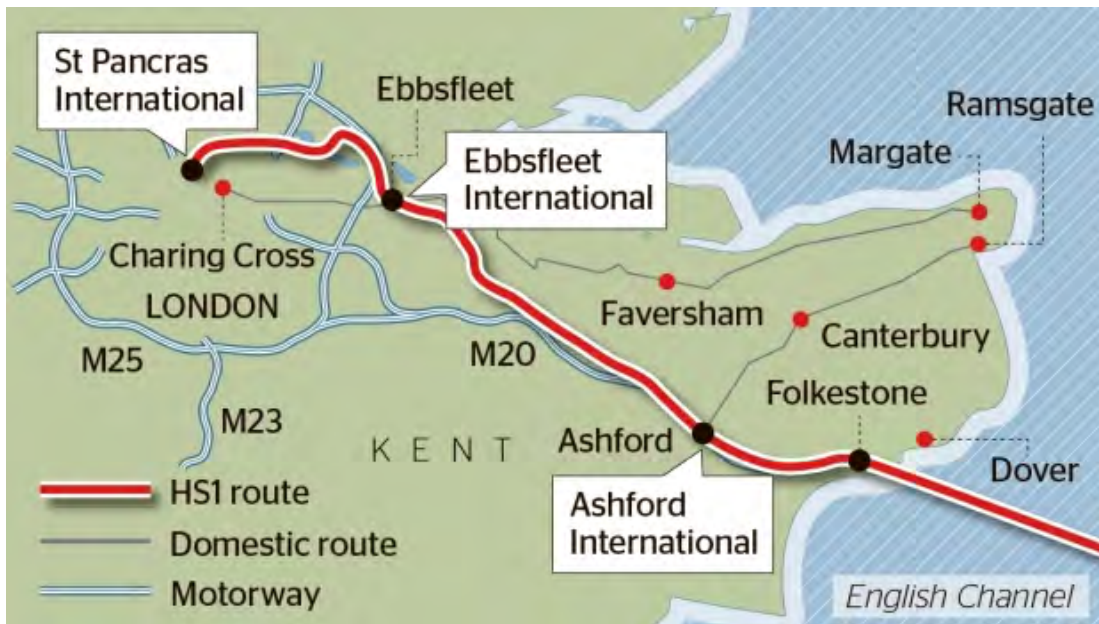 St Pancras
International
Ebbsfleet
Ramsgate
Margate
Ebbsfleet
International
Charing Cross
LONDON
Faversham
Canterbury
M25
M20
Folkestone
M23
KENT
Ashford
Dover
HS1 route
Ashford
International
Domestic route
Motorway
English Channel